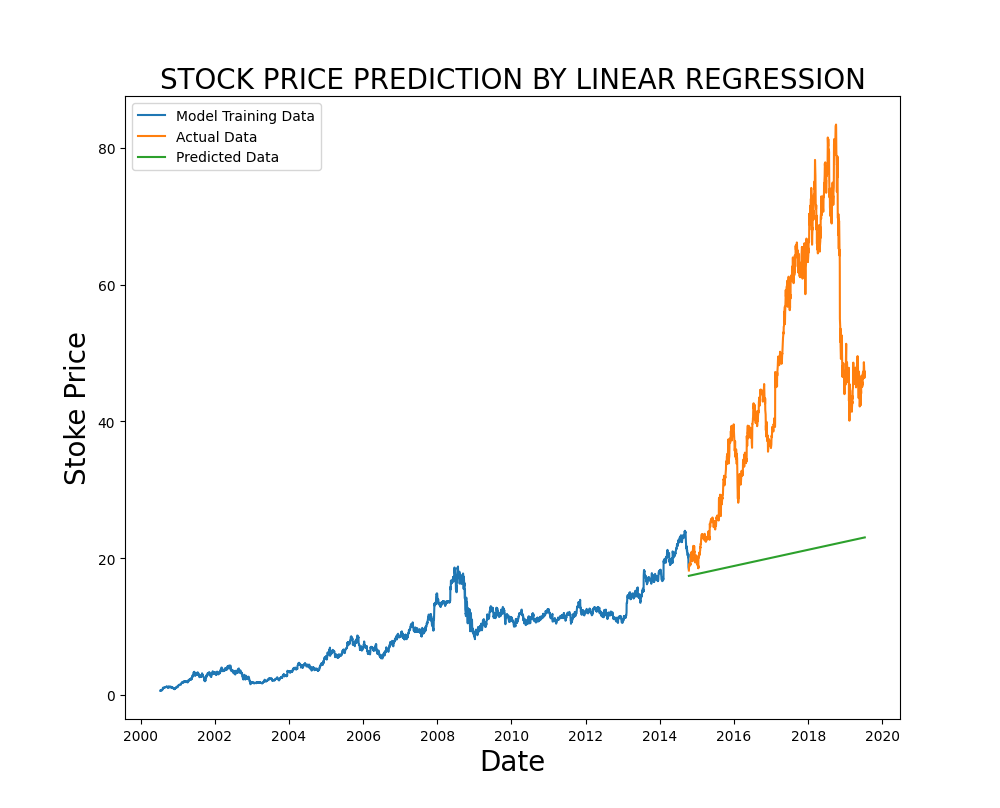 STOCK PRICE PREDICTION BY LINEAR REGRESSION
Model Training Data
Actual Data
Predicted Data
80
60
40
20
0
Stoke Price
2000 2002 2004 2006 2008 2010 2012 2014 2016 2018 2020
Date